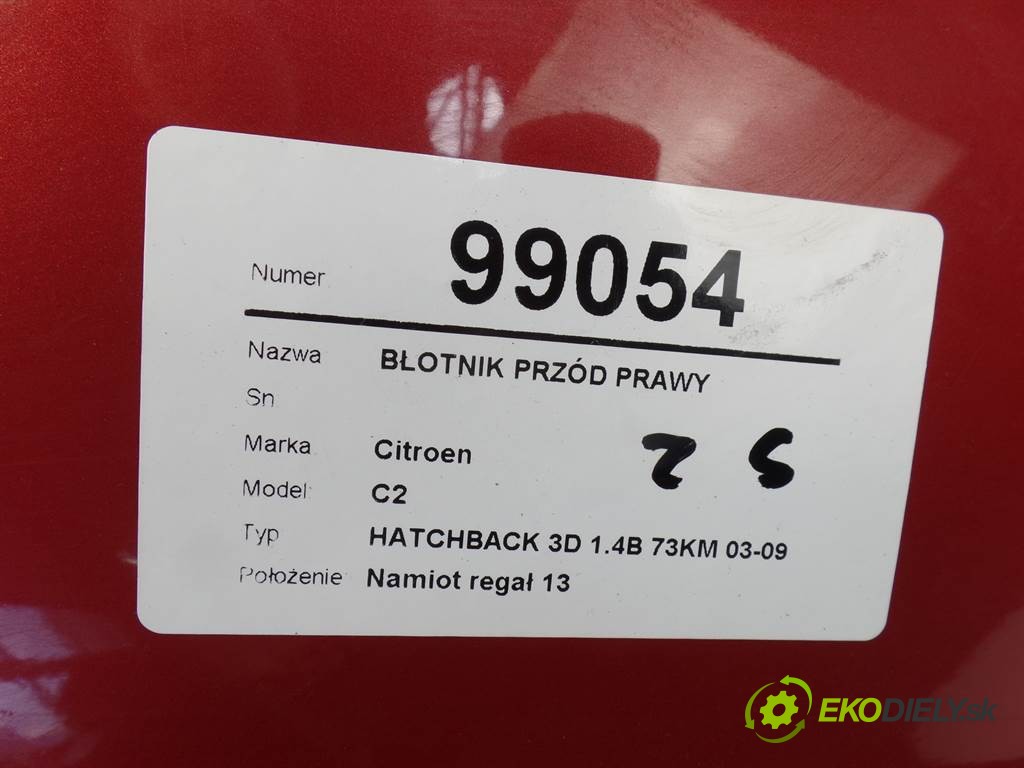 Numer 99054
Nazwa BŁOTNIK PRZÓD PRAWY
Sn
Marka Citroen
Model C2
Typ HATCHBACK 3D 1.4B 73KM 03-09
Położenie Namiot regał 13
EKODIELY.sk